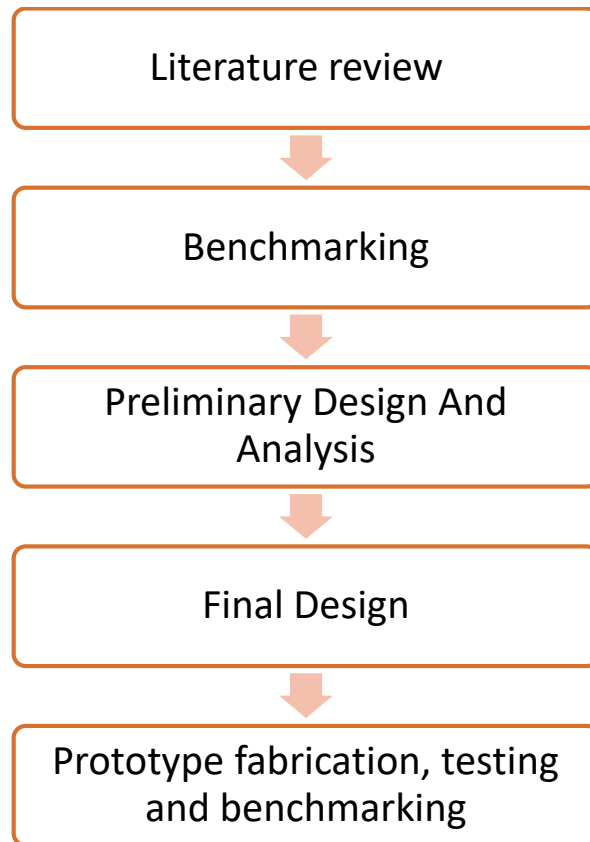 Literature review
Benchmarking
Preliminary Design And
Analysis
Final Design
Prototype fabrication, testing
and benchmarking